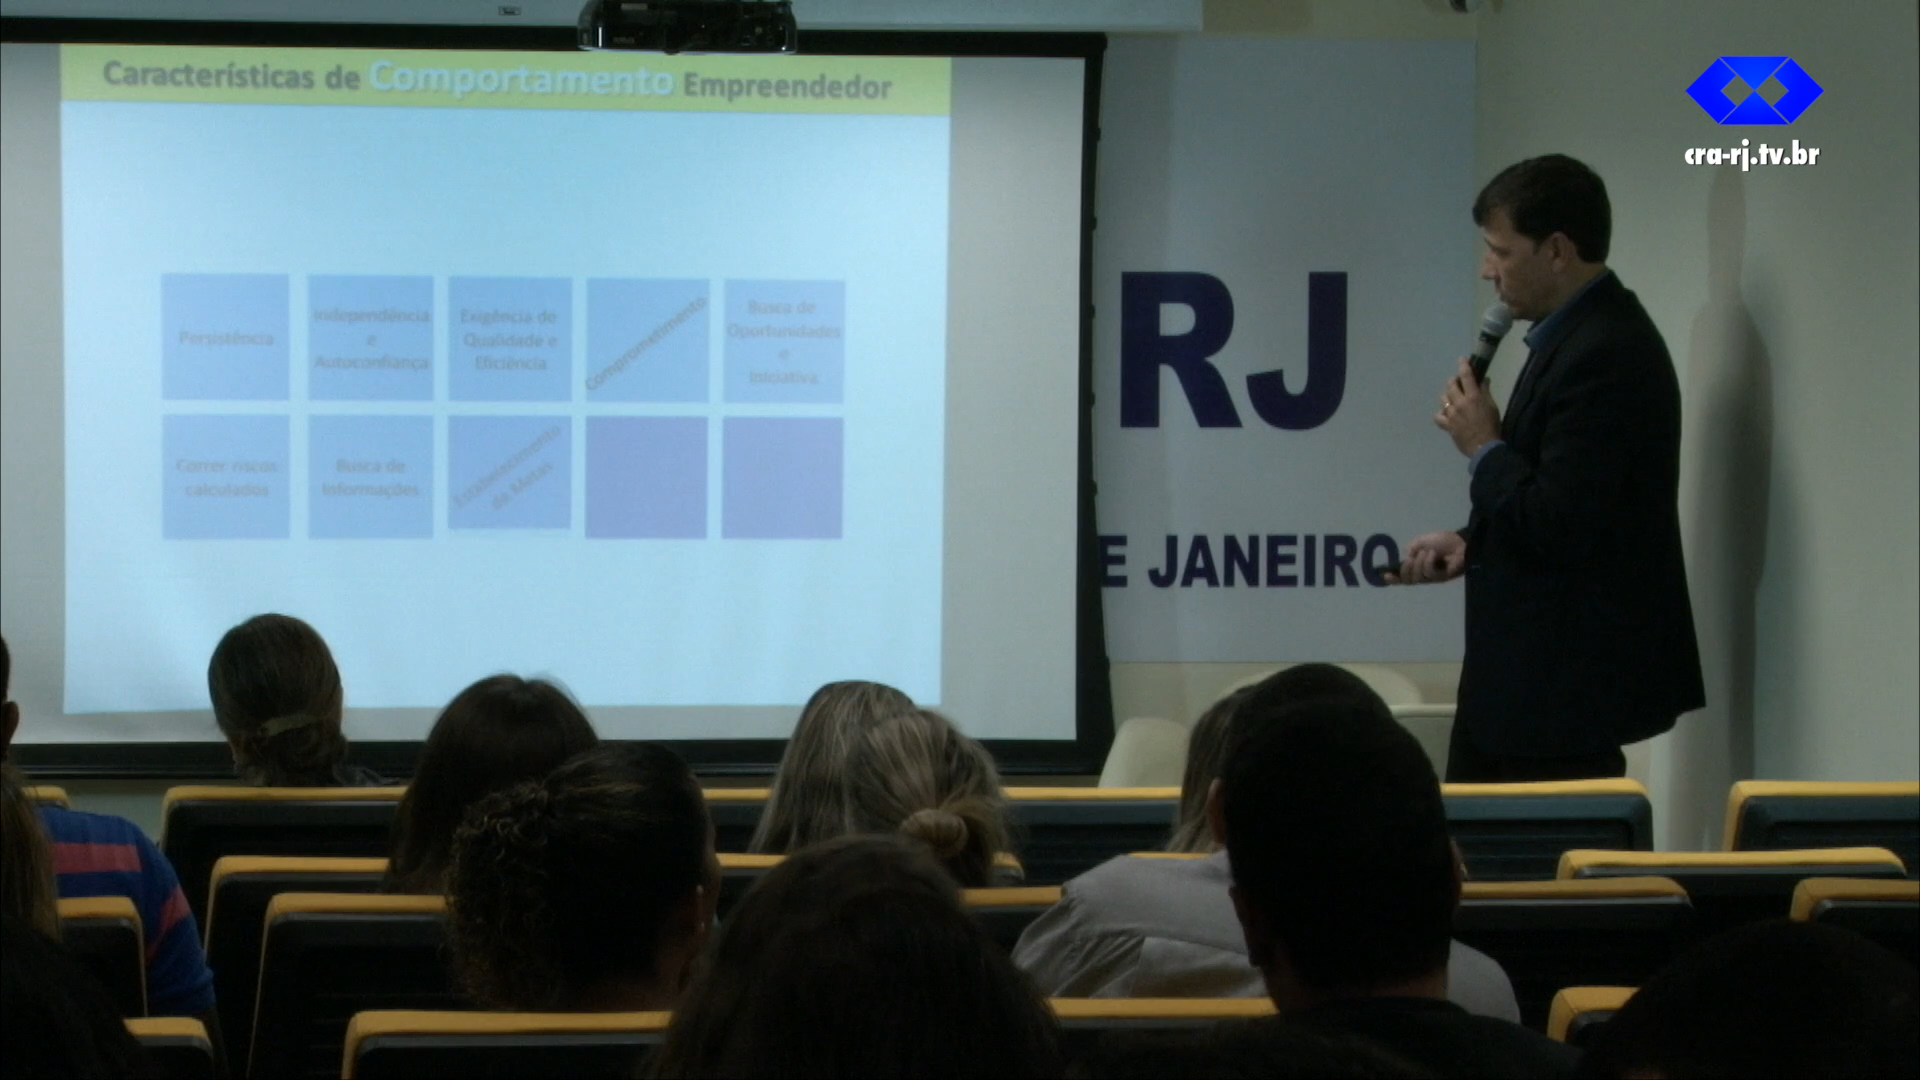 Características de Comportamento Empreendedor
cra-rj.tv.br
Persistência
Independência
e
Autoconfiança
Exigência de
Qualidade e
Eficiência
Comprometimento
Busca de
Oportunidades
e
Iniciativa
Correr riscos
calculados
Busca de
Informações
Estabelecimento
de Metas
RJ
E JANEIRO